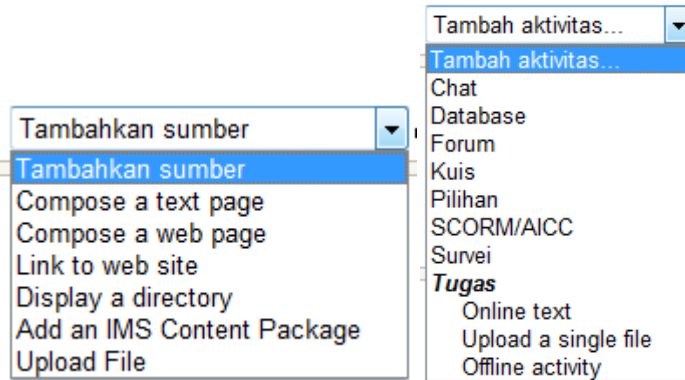 Tambahkan sumber
Tambahkan sumber
Compose a text page
Compose a web page
Link to web site
Display a directory
Add an IMS Content Package
Upload File
Tambah aktivitas...
Tambah aktivitas...
Chat
Database
Forum
Kuis
Pilihan
SCORM/AICC
Survei
Tugas
Online text
Upload a single file
Offline activity